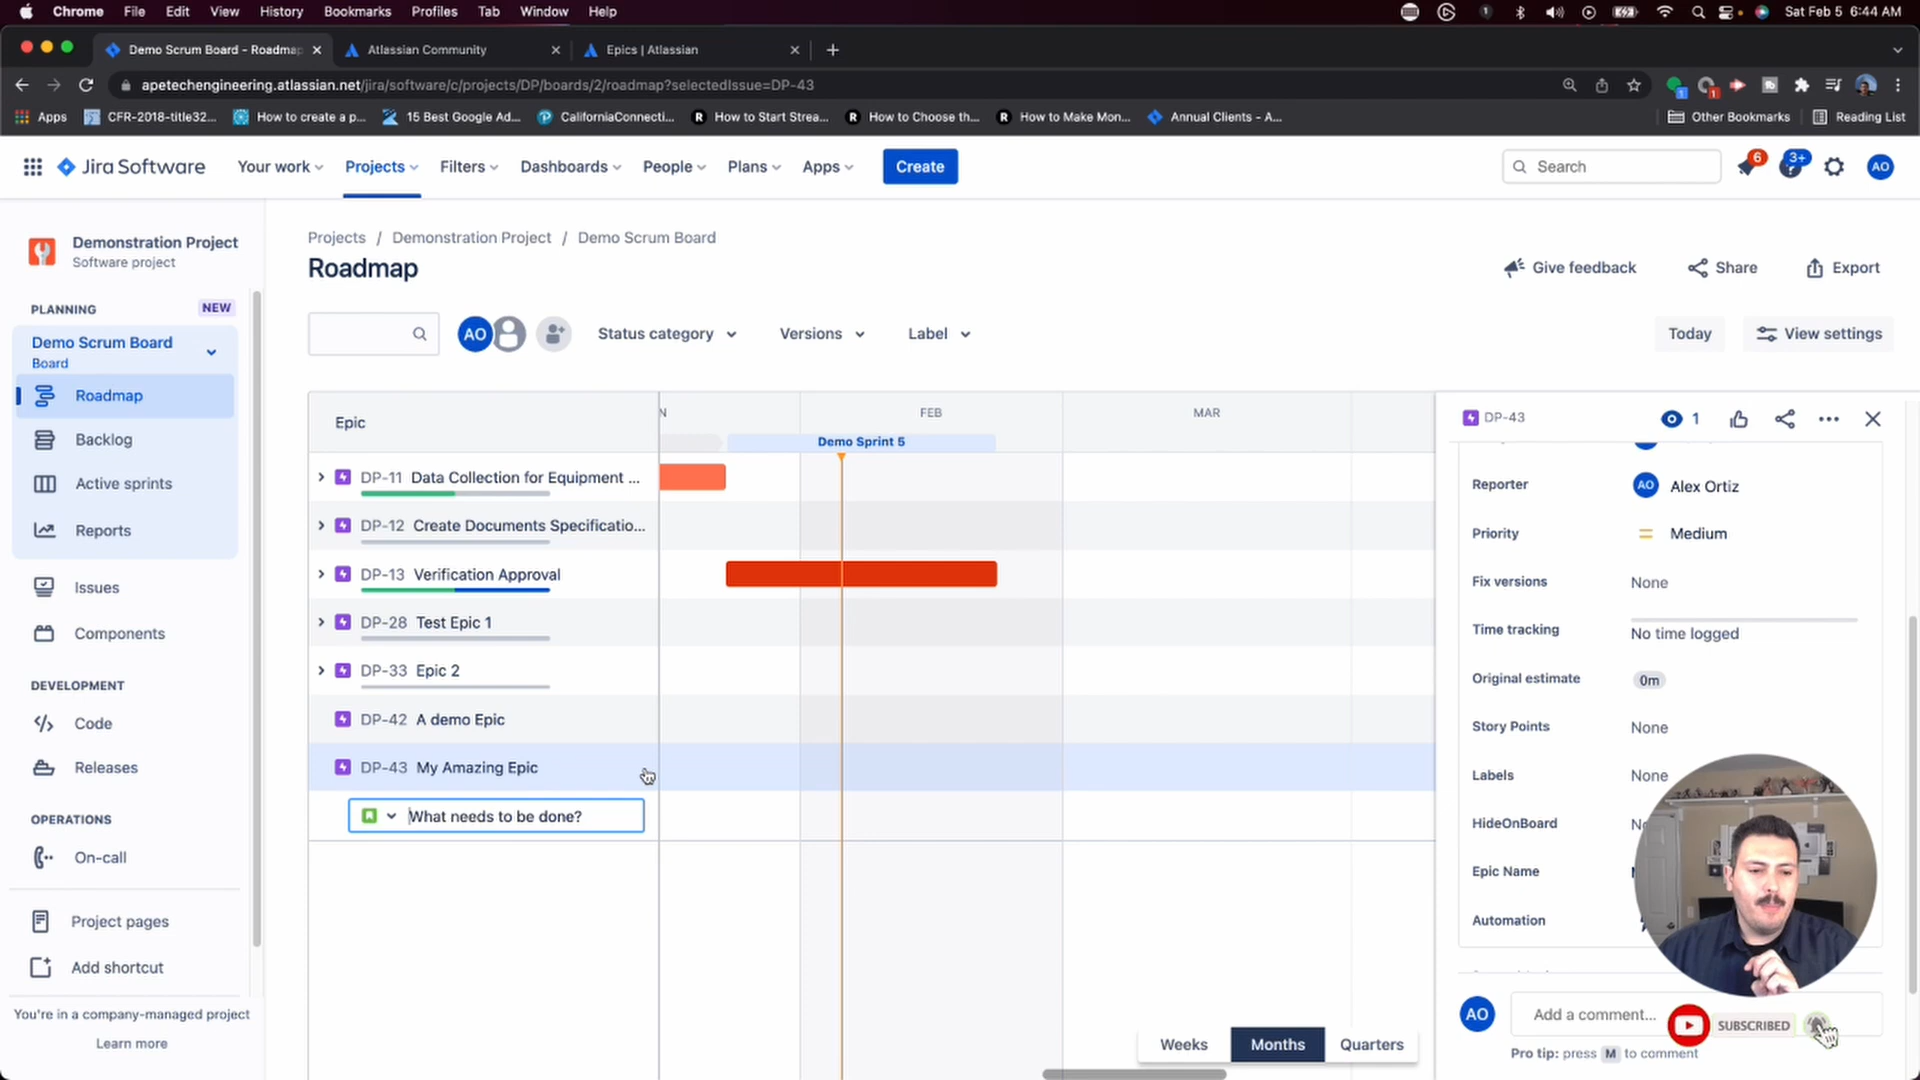 Chrome File Edit View History Bookmarks Profiles Tab Window Help
1
Sat Feb 5 6:44 AM
Demo Scrum Board - Roadmap
Atlassian Community
Epics | Atlassian
apetechengineering.atlassian.net/jira/software/c/projects/DP/boards/2/roadmap?selectedIssue=DP-43
1
1
Apps
CFR-2018-title32...
How to create a p...
15 Best Google Ad...
CaliforniaConnecti...
R How to Start Strea...
R How to Choose th...
R How to Make Mon...
Annual Clients - A...
Other Bookmarks
Reading List
Jira Software
Your work
Projects
Filters
Dashboards
People
Plans
Apps
Create
Search
6
3+
AO
Demonstration Project
Software project
PLANNING
NEW
Demo Scrum Board
Board
Roadmap
Backlog
Active sprints
Reports
Issues
Components
DEVELOPMENT
Code
Releases
OPERATIONS
On-call
Project pages
Add shortcut
You're in a company-managed project
Learn more
Projects / Demonstration Project / Demo Scrum Board
Roadmap
Give feedback
Share
Export
AO
Status category
Versions
Label
Today
View settings
Epic
N
FEB
MAR
Demo Sprint 5
DP-11 Data Collection for Equipment ...
DP-12 Create Documents Specificatio...
DP-13 Verification Approval
DP-28 Test Epic 1
DP-33 Epic 2
DP-42 A demo Epic
DP-43 My Amazing Epic
What needs to be done?
Weeks
Months
Quarters
DP-43
1
Reporter
AO Alex Ortiz
Priority
Medium
Fix versions
None
Time tracking
No time logged
Original estimate
0m
Story Points
None
Labels
None
HideOnBoard
Epic Name
Automation
AO
Add a comment...
SUBSCRIBED
Pro tip: press M to comment